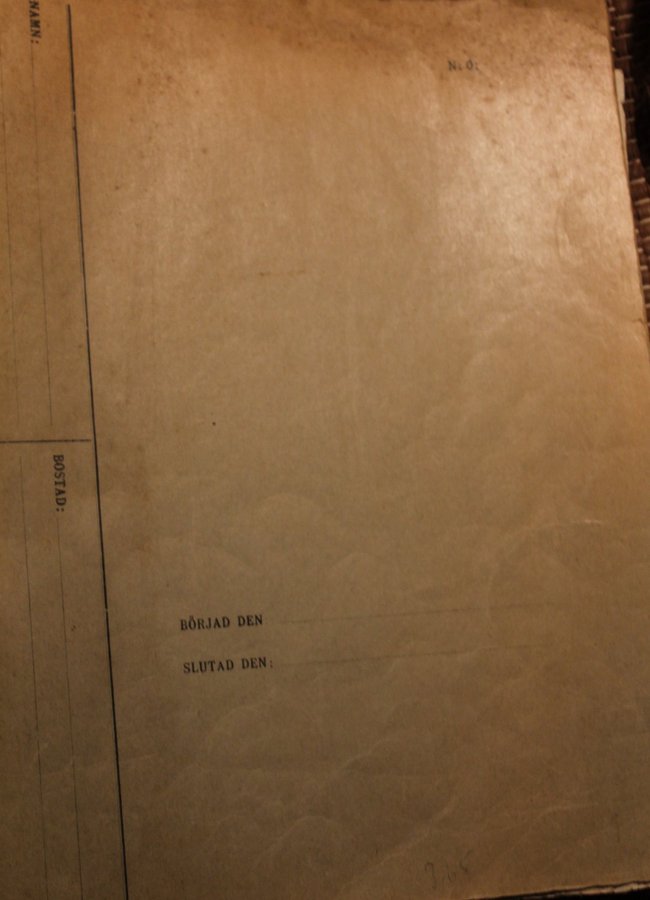 NAMN:
N:O:
BOSTAD:
BÖRJAD DEN
SLUTAD DEN: